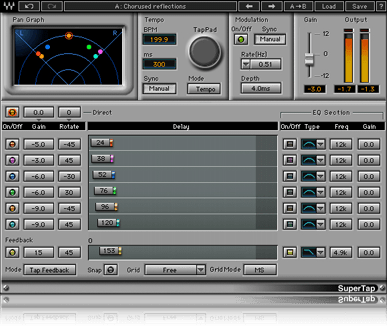 A: Chorused reflections A→B Load Save ?
Pan Graph Tempo Modulation Gain Output
BPM TapPad On/Off Sync
L R 199.9 Manual 12
ms Rate(Hz)
300 0.51 0
Sync Mode Depth
Manual Tempo 4.0ms -12
-3.0 -1.7 -1.3
0.0 0 Direct EQ Section
On/Off Gain Rotate Delay On/Off Type Freq Gain
-5.0 -45 24 12k 0.0
-3.0 45 38 12k 0.0
-6.0 -30 52 12k 0.0
-6.0 30 76 12k 0.0
-9.0 -45 96 12k 0.0
-9.0 45 120 12k 0.0
Feedback 0
15 45 153 4.9k 0.0
Mode Tap Feedback Snap Grid Free Grid Mode MS
SuperTap